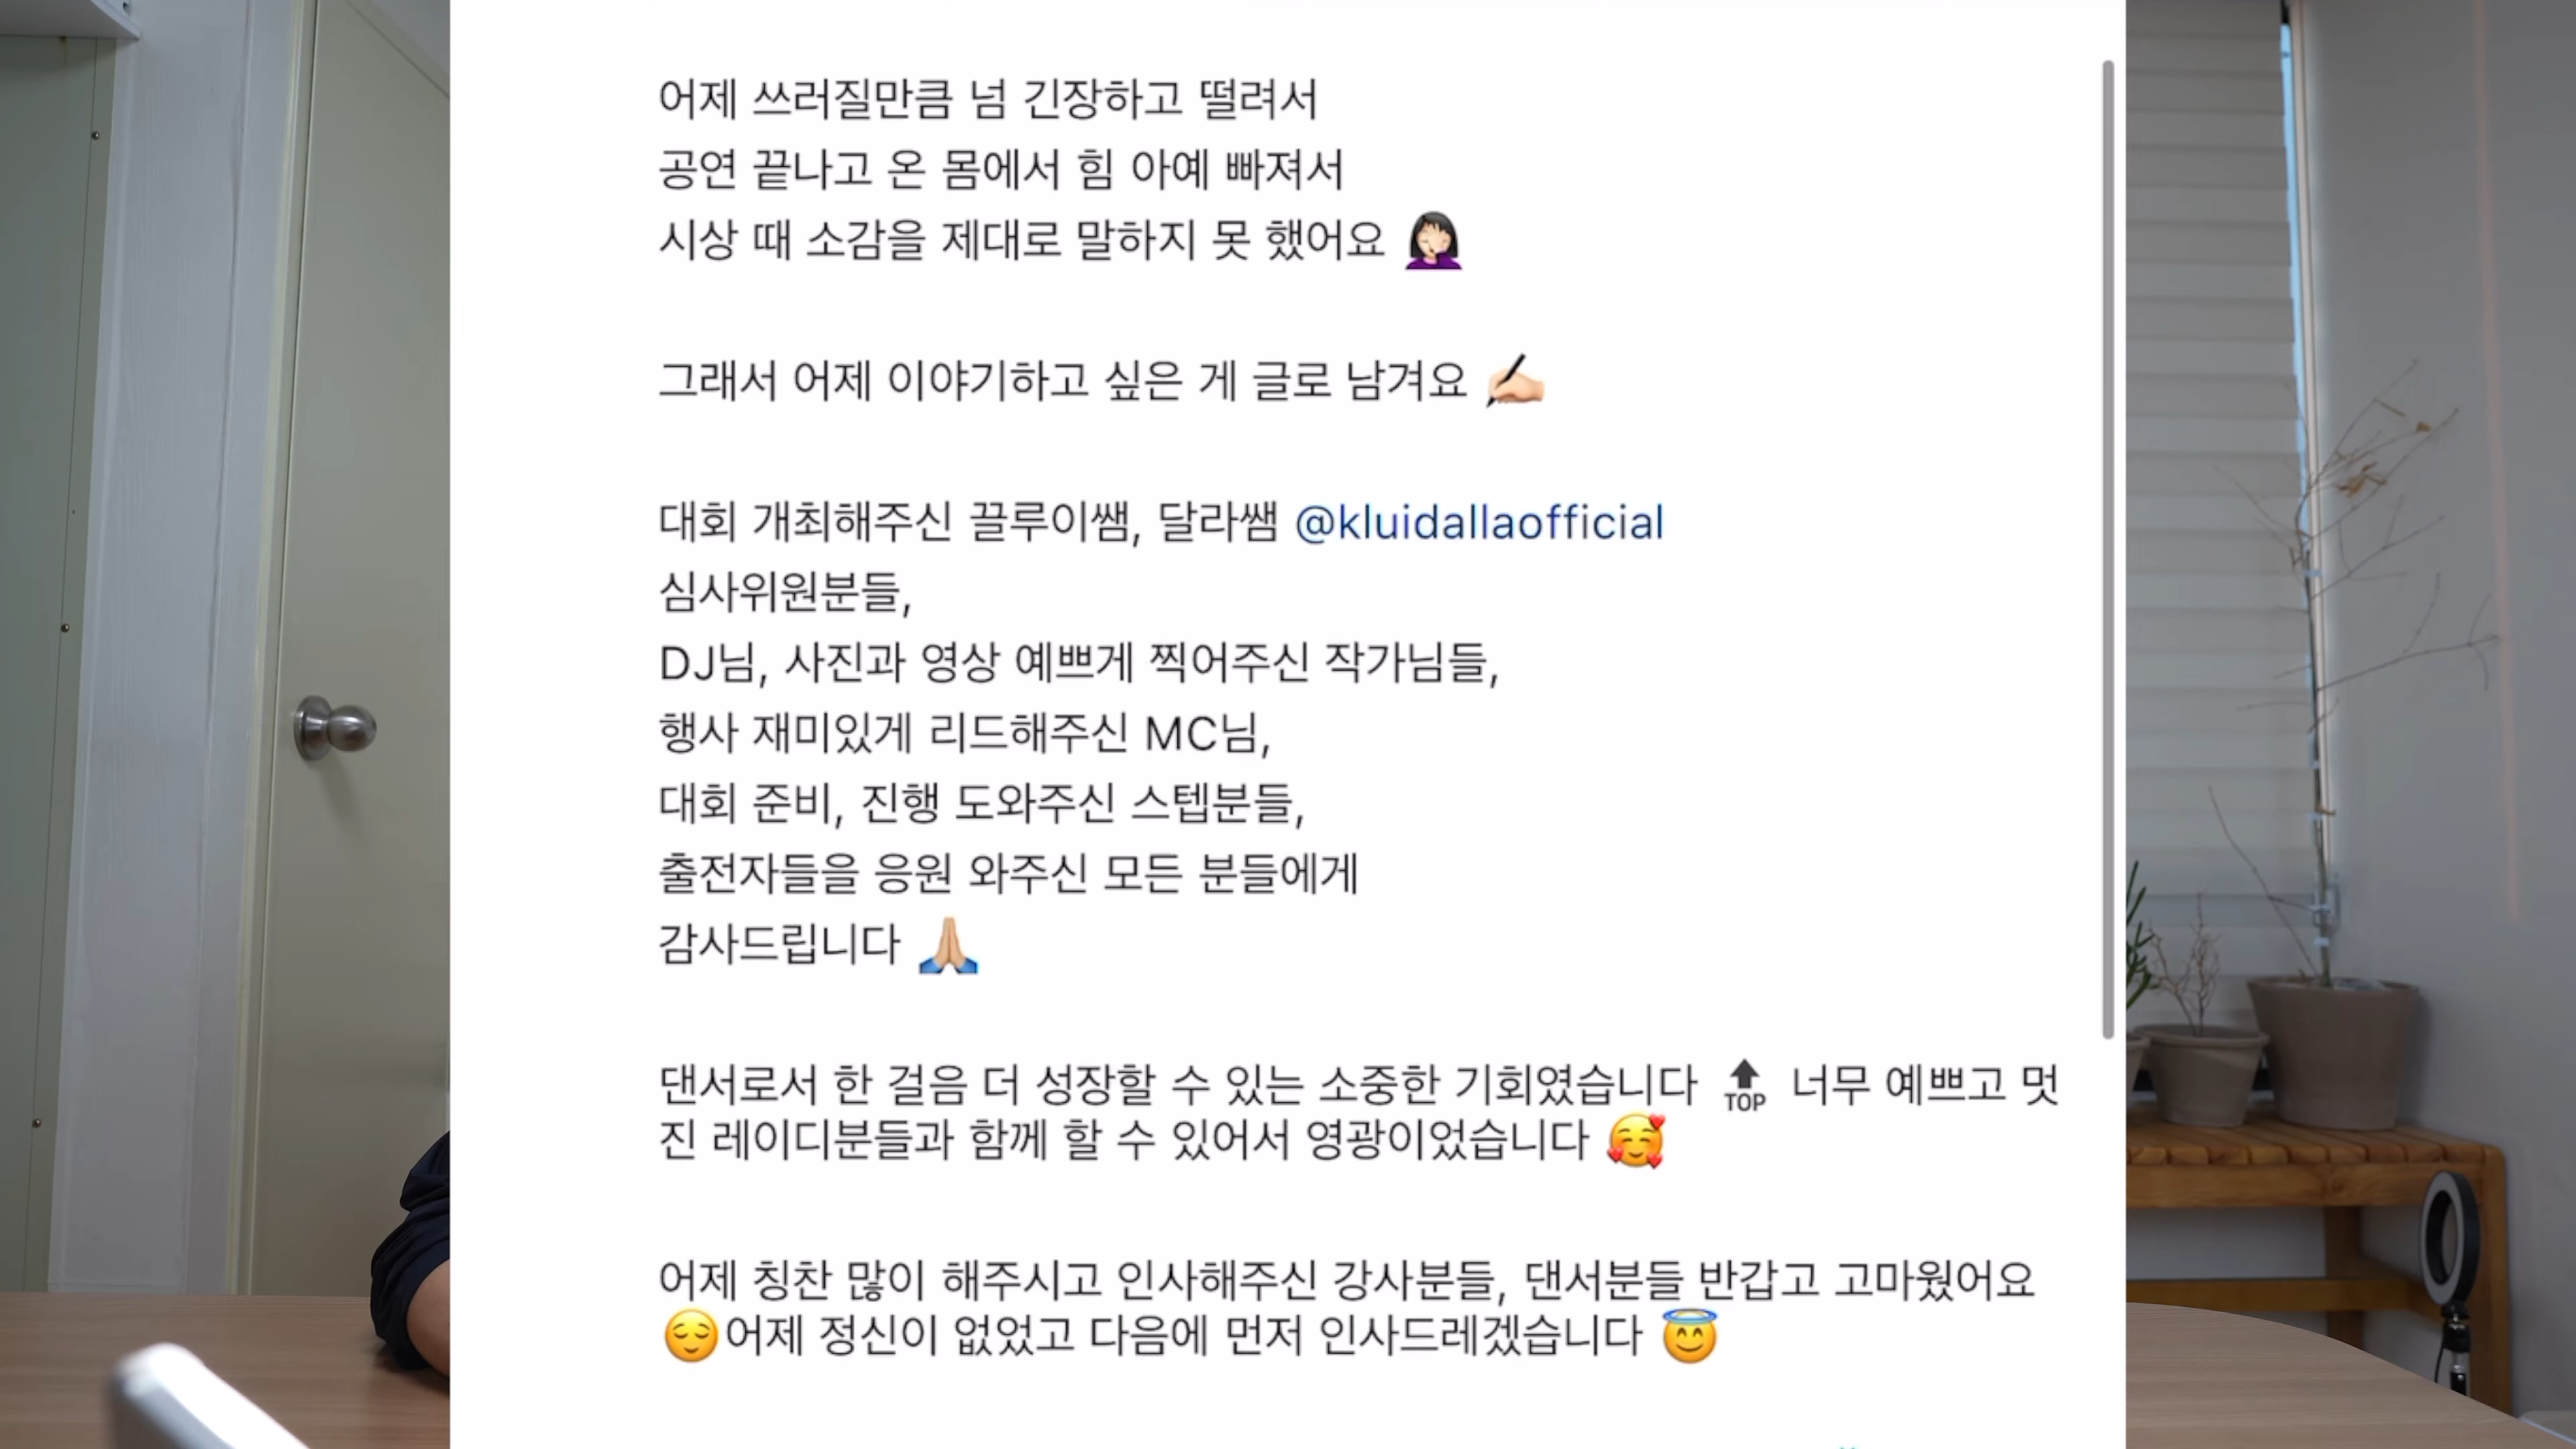 어제 쓰러질만큼 넘 긴장하고 떨려서
공연 끝나고 온 몸에서 힘 아예 빠져서
시상 때 소감을 제대로 말하지 못 했어요 🤦🏻‍♀️
그래서 어제 이야기하고 싶은 게 글로 남겨요 ✍🏻
대회 개최해주신 끌루이쌤, 달라쌤 @kluidallaofficial
심사위원분들,
DJ님, 사진과 영상 예쁘게 찍어주신 작가님들,
행사 재미있게 리드해주신 MC님,
대회 준비, 진행 도와주신 스텝분들,
출전자들을 응원 와주신 모든 분들에게
감사드립니다 🙏🏼
댄서로서 한 걸음 더 성장할 수 있는 소중한 기회였습니다 🔝 너무 예쁘고 멋
진 레이디분들과 함께 할 수 있어서 영광이었습니다 🥰
어제 칭찬 많이 해주시고 인사해주신 강사분들, 댄서분들 반갑고 고마웠어요
😌어제 정신이 없었고 다음에 먼저 인사드레겠습니다 😇